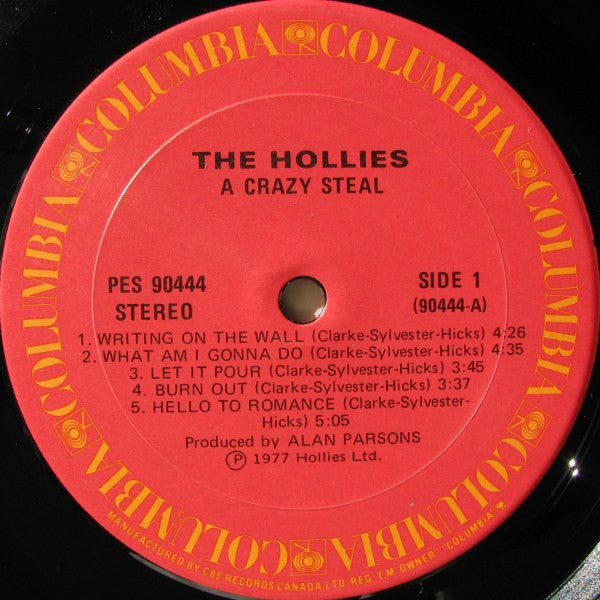 COLUMBIA COLUMBIA COLUMBIA COLUMBIA COLUMBIA COLUMBIA
THE HOLLIES
A CRAZY STEAL
PES 90444
STEREO
SIDE 1
(90444-A)
1. WRITING ON THE WALL (Clarke-Sylvester-Hicks) 4:26
2. WHAT AM I GONNA DO (Clarke-Sylvester-Hicks) 4:35
3. LET IT POUR (Clarke-Sylvester-Hicks) 3:45
4. BURN OUT (Clarke-Sylvester-Hicks) 3:37
5. HELLO TO ROMANCE (Clarke-Sylvester-
Hicks) 5:05
Produced by ALAN PARSONS
Ⓟ 1977 Hollies Ltd.
MANUFACTURED BY CBS RECORDS CANADA LTD. REG. T.M. OWNER "COLUMBIA"